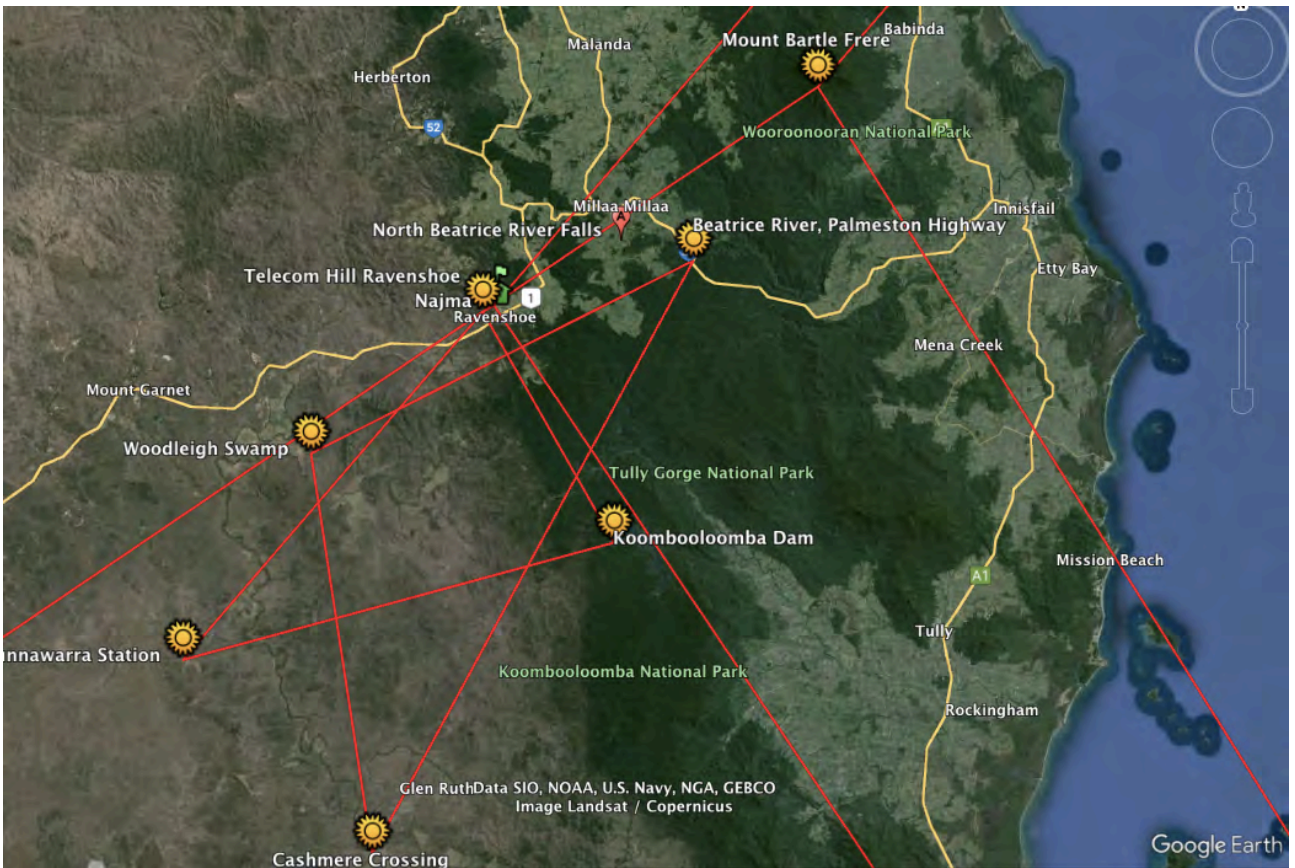 N
Babinda
Mount Bartle Frere
Malanda
Herberton
52
Wooroonooran National Park
Millaa Millaa
A
Innisfail
North Beatrice River Falls
Beatrice River, Palmeston Highway
Etty Bay
Telecom Hill Ravenshoe
Najma
1
Ravenshoe
Mena Creek
Mount Garnet
Woodleigh Swamp
Tully Gorge National Park
Koombooloomba Dam
Mission Beach
A1
Tully
nnawarra Station
Koombooloomba National Park
Rockingham
Glen RuthData SIO, NOAA, U.S. Navy, NGA, GEBCO
Image Landsat / Copernicus
Google Earth
Cashmere Crossing